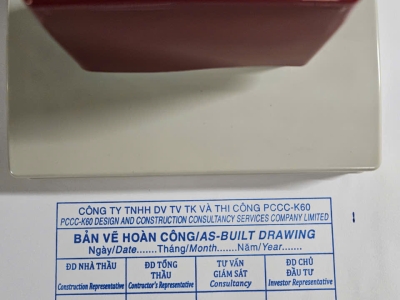 CÔNG TY TNHH DV TV TK VÀ THI CÔNG PCCC-K60
PCCC-K60 DESIGN AND CONSTRUCTION CONSULTANCY SERVICES COMPANY LIMITED
BẢN VẼ HOÀN CÔNG/AS-BUILT DRAWING
Ngày/Date.......Tháng/Month.......Năm/Year.......
ĐD NHÀ THẦU
Construction Representative
ĐD TỔNG
THẦU
Contractor's Representative
TƯ VẤN
GIÁM SÁT
Consultancy
ĐD CHỦ
ĐẦU TƯ
Investor Representative